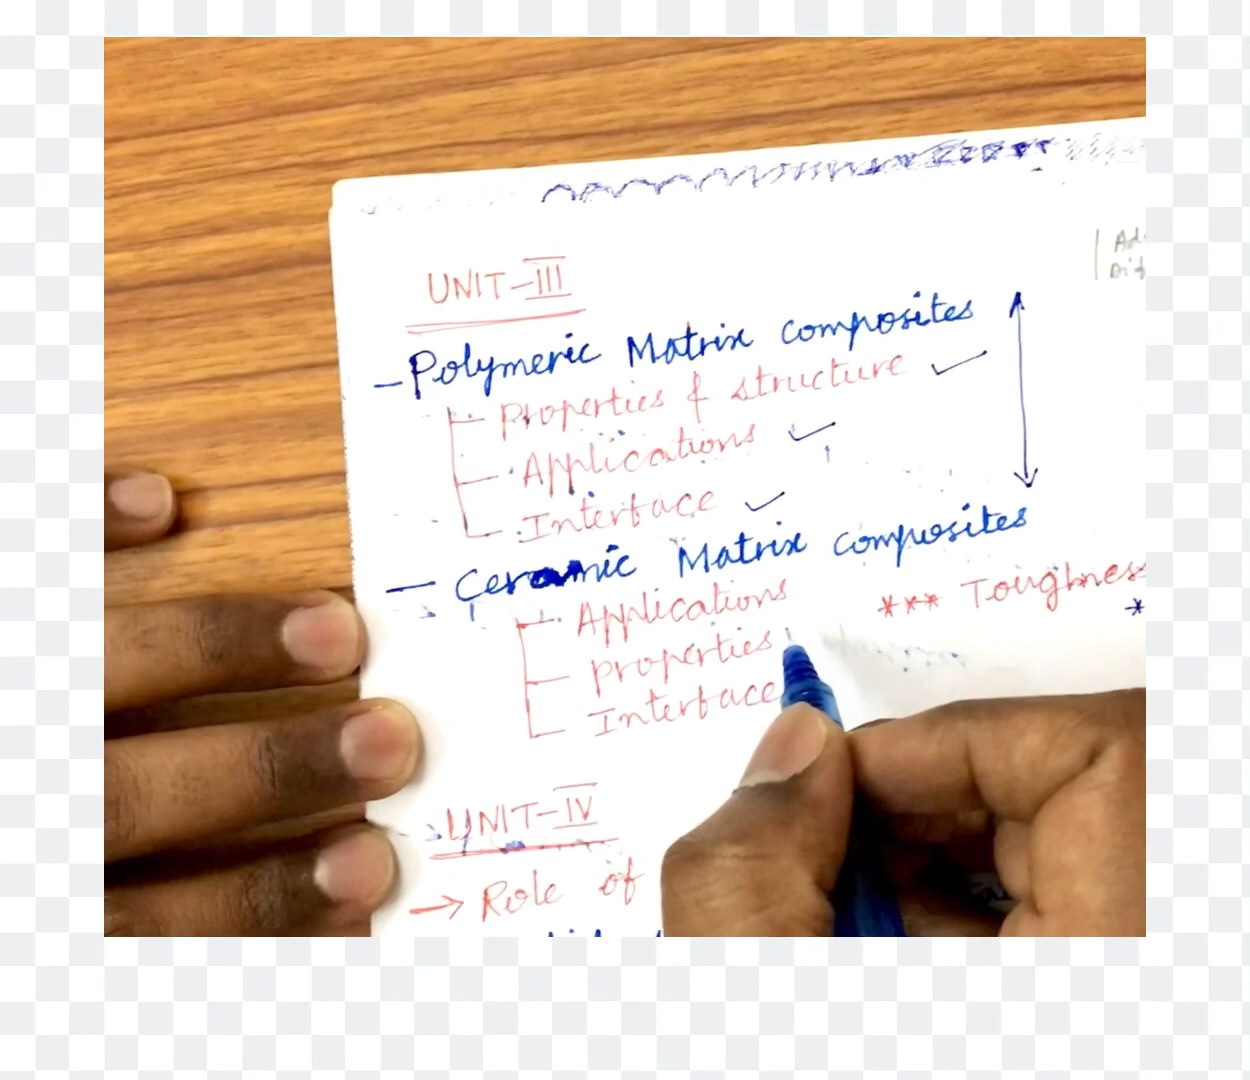 UNIT-III
- Polymeric Matrix composites
Properties & structure
Applications
Interface
- Ceramic Matrix composites
Applications
*** Toughness
*
properties
Interface
UNIT-IV
→ Role of